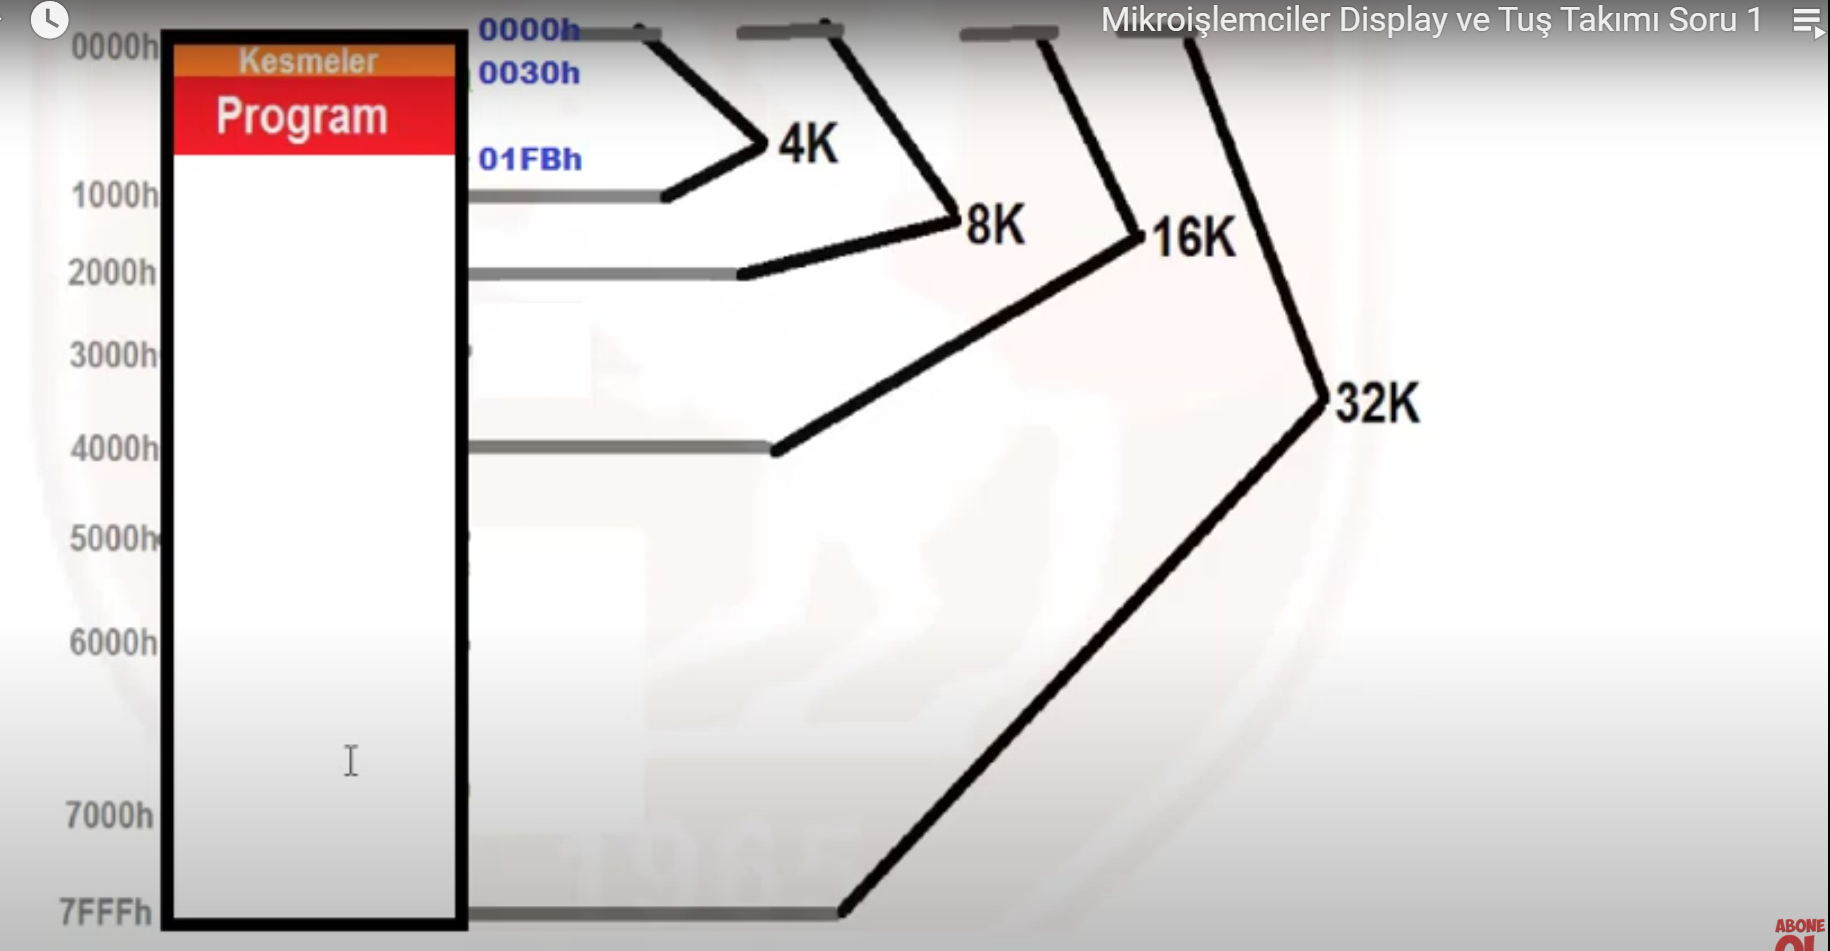 Mikroişlemciler Display ve Tuş Takımı Soru 1
0000h
Kesmeler
0000h
0030h
Program
01FBh
4K
1000h
8K
16K
2000h
3000h
32K
4000h
5000h
6000h
7000h
1965
7FFFh
ABONE
OL